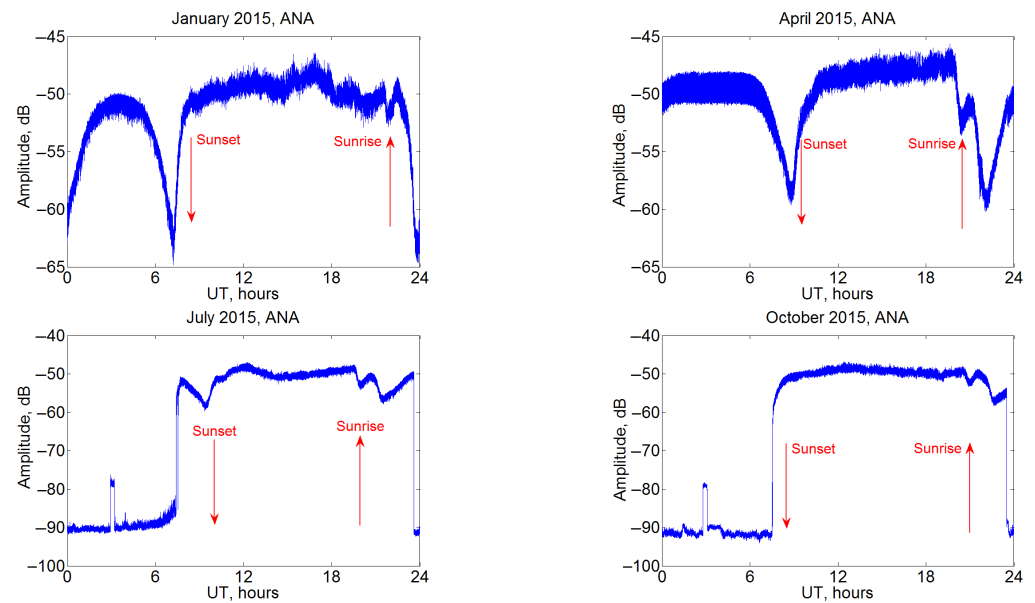 January 2015, ANA
April 2015, ANA
–45
–50
–55
–60
–65
Amplitude, dB
Sunset
Sunrise
0
6
12
18
24
UT, hours
–45
–50
–55
–60
–65
Amplitude, dB
Sunset
Sunrise
0
6
12
18
24
UT, hours
July 2015, ANA
October 2015, ANA
–40
–50
–60
–70
–80
–90
–100
Amplitude, dB
Sunset
Sunrise
0
6
12
18
24
UT, hours
–40
–50
–60
–70
–80
–90
–100
Amplitude, dB
Sunset
Sunrise
0
6
12
18
24
UT, hours